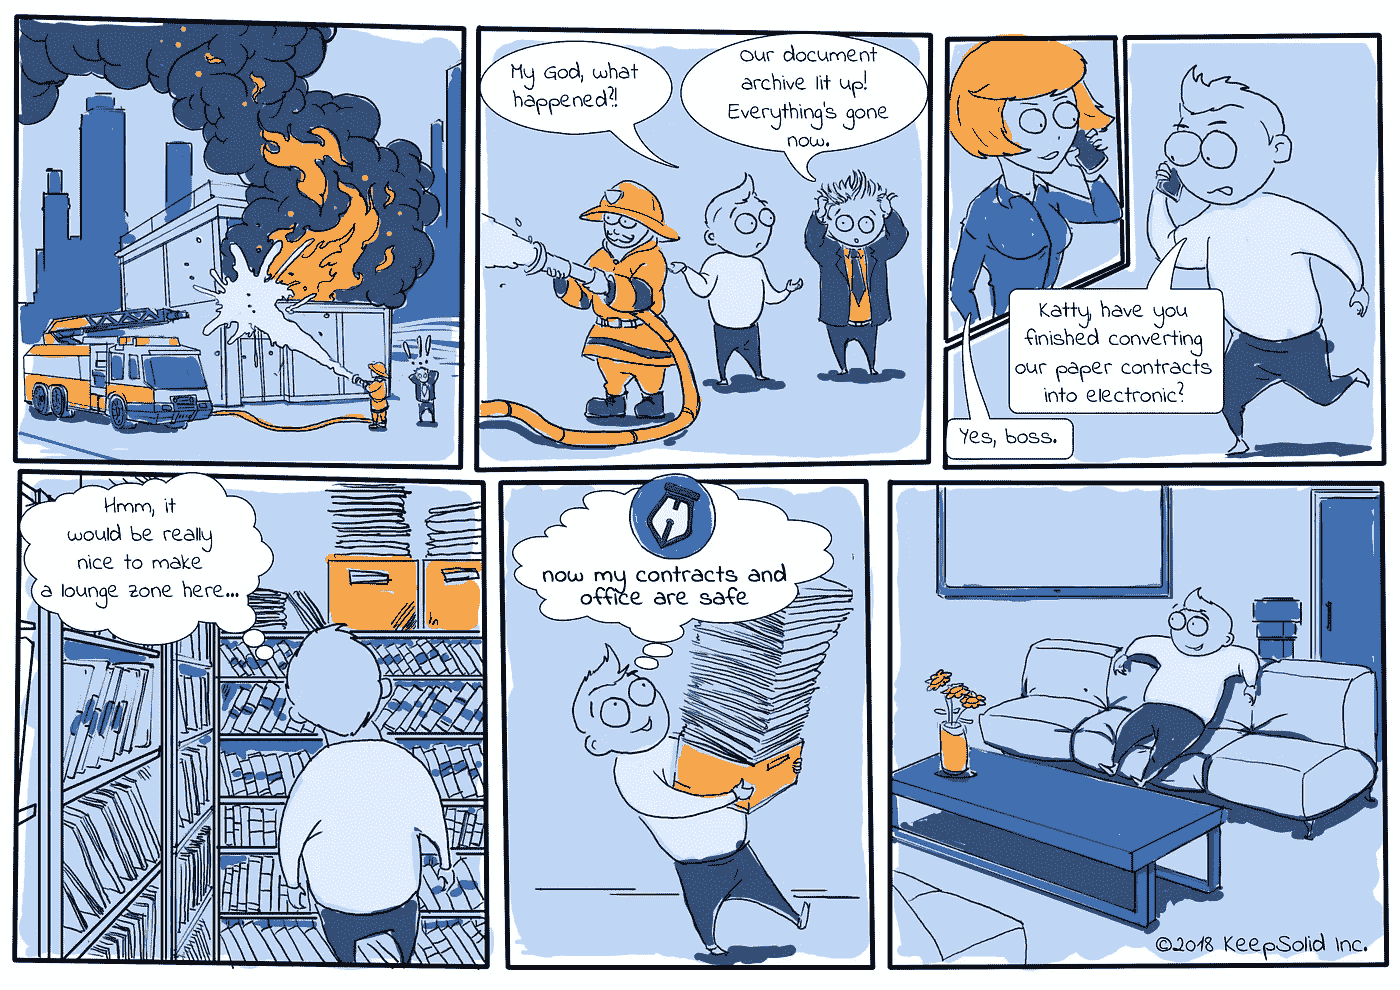 My God, what
happened?!
Our document
archive lit up!
Everything's gone
now.
Katty, have you
finished converting
our paper contracts
into electronic?
Yes, boss.
Hmm, it
would be really
nice to make
a lounge zone here...
now my contracts and
office are safe
©2018 KeepSolid Inc.